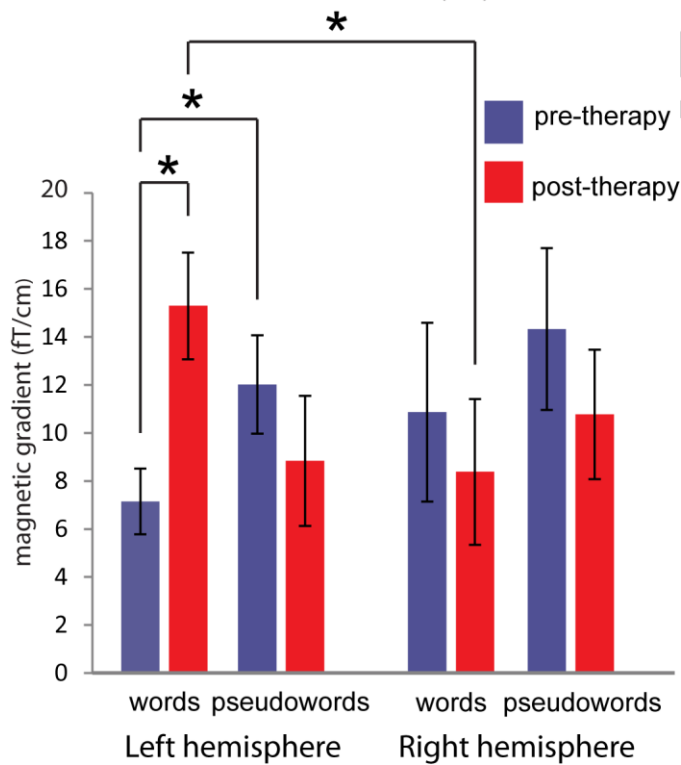 *
*
*
pre-therapy
post-therapy
magnetic gradient (fT/cm)
20
18
16
14
12
10
8
6
4
2
0
words pseudowords words pseudowords
Left hemisphere Right hemisphere